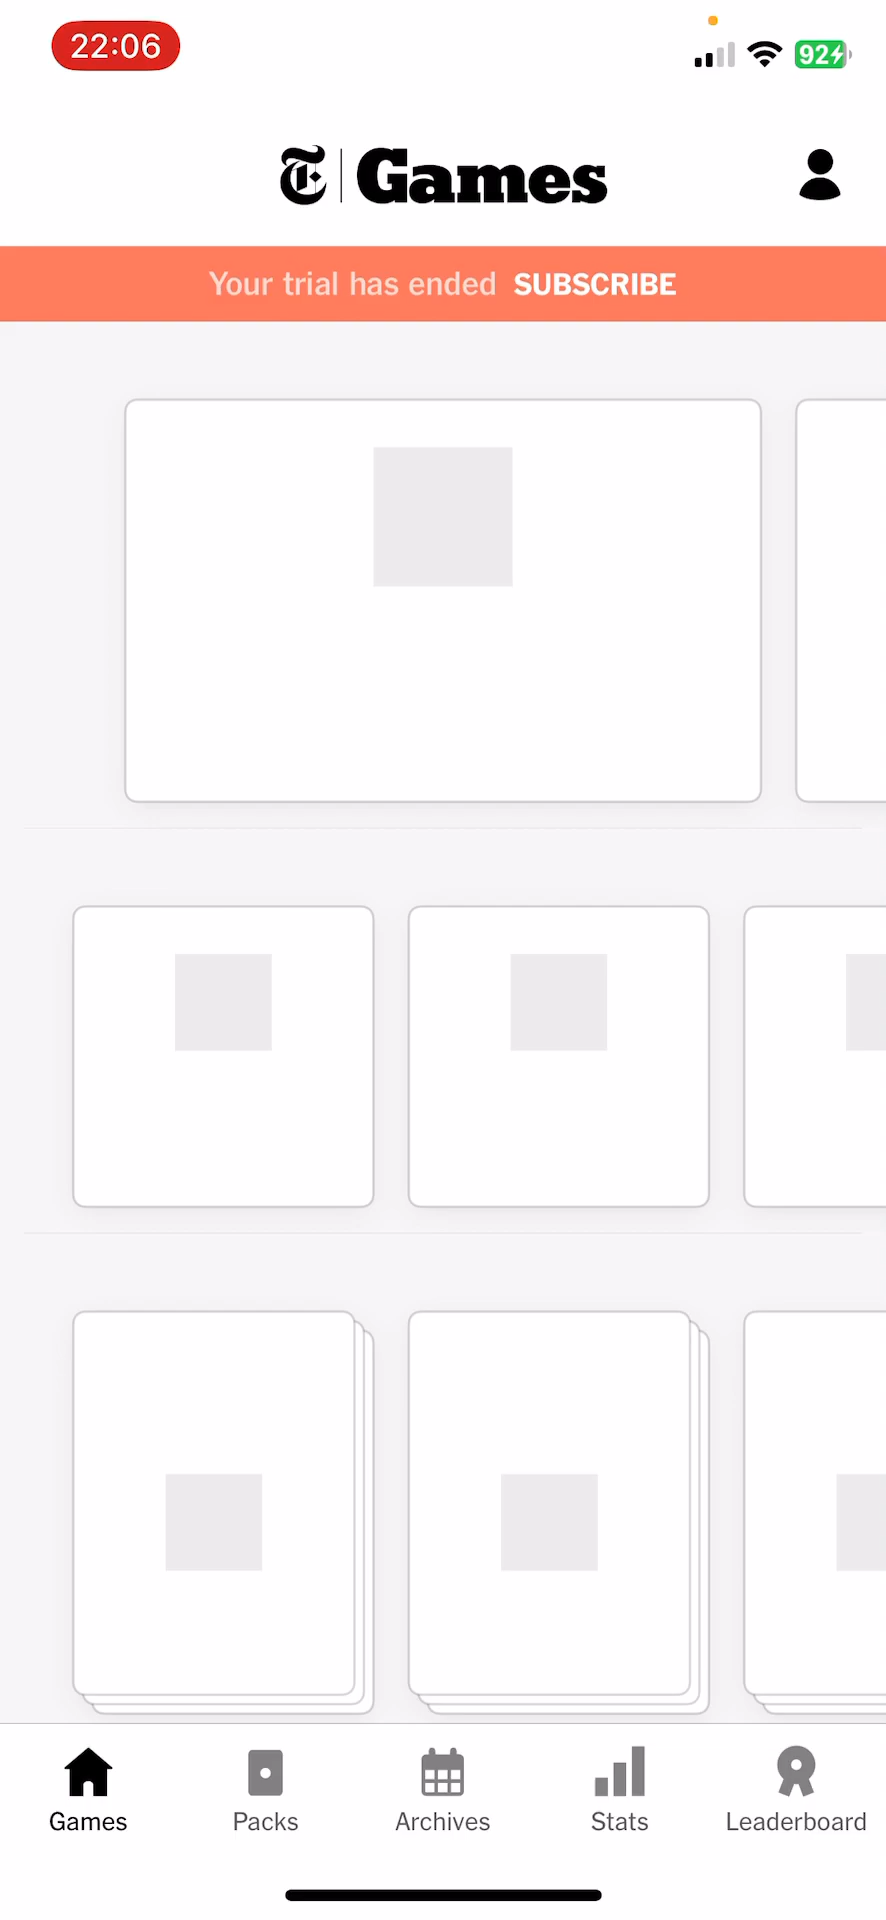 22:06
92
T Games
Your trial has ended SUBSCRIBE
Games
Packs
Archives
Stats
Leaderboard